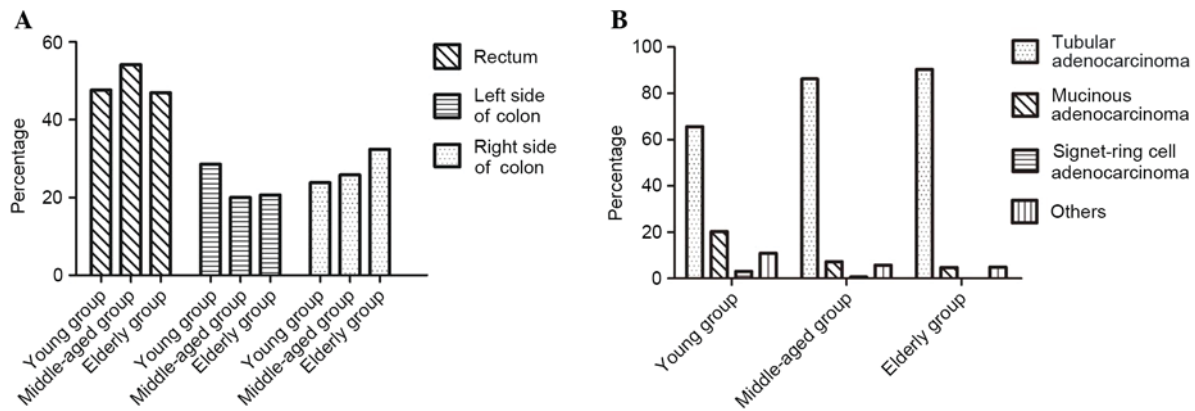 A
Percentage
60
40
20
0
Young group
Middle-aged group
Elderly group
Young group
Middle-aged group
Elderly group
Young group
Middle-aged group
Elderly group
Rectum
Left side
of colon
Right side
of colon
B
Percentage
100
80
60
40
20
0
Young group
Middle-aged group
Elderly group
Tubular
adenocarcinoma
Mucinous
adenocarcinoma
Signet-ring cell
adenocarcinoma
Others